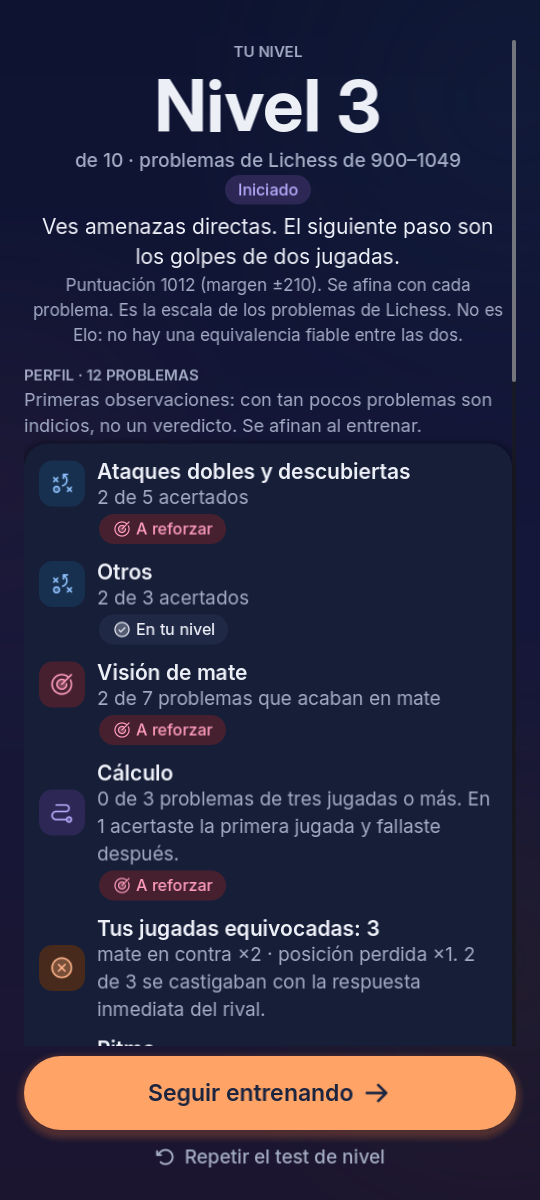 TU NIVEL
Nivel 3
de 10 · problemas de Lichess de 900–1049
Iniciado
Ves amenazas directas. El siguiente paso son
los golpes de dos jugadas.
Puntuación 1012 (margen ±210). Se afina con cada
problema. Es la escala de los problemas de Lichess. No es
Elo: no hay una equivalencia fiable entre las dos.
PERFIL · 12 PROBLEMAS
Primeras observaciones: con tan pocos problemas son
indicios, no un veredicto. Se afinan al entrenar.
Ataques dobles y descubiertas
2 de 5 acertados
A reforzar
Otros
2 de 3 acertados
En tu nivel
Visión de mate
2 de 7 problemas que acaban en mate
A reforzar
Cálculo
0 de 3 problemas de tres jugadas o más. En
1 acertaste la primera jugada y fallaste
después.
A reforzar
Tus jugadas equivocadas: 3
mate en contra ×2 · posición perdida ×1. 2
de 3 se castigaban con la respuesta
inmediata del rival.
Seguir entrenando
Repetir el test de nivel